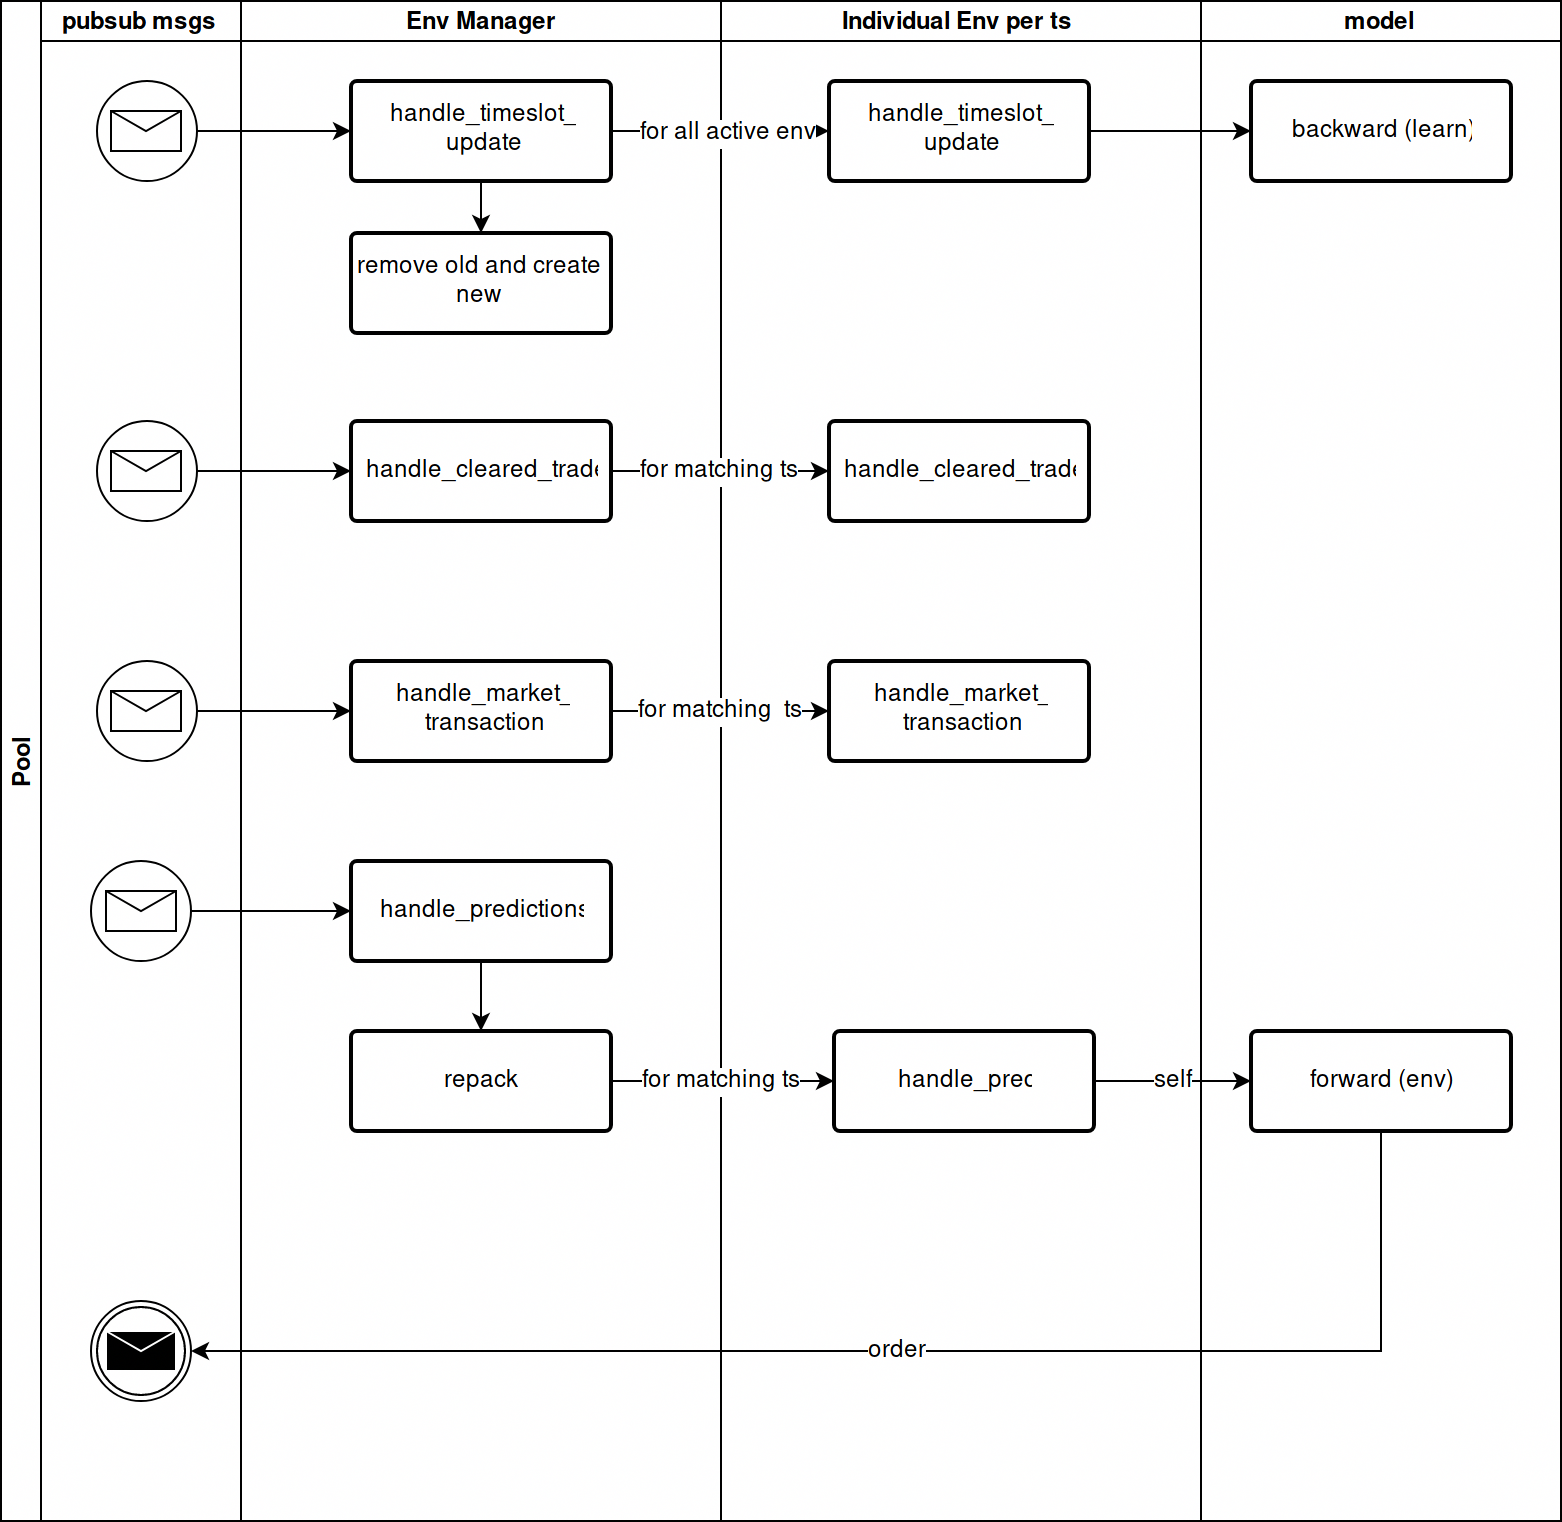 pubsub msgs
Env Manager
Individual Env per ts
model
Pool
handle_timeslot_
update
for all active env
handle_timeslot_
update
backward (learn)
remove old and create
new
handle_cleared_trade
for matching ts
handle_cleared_trade
handle_market_
transaction
for matching  ts
handle_market_
transaction
handle_predictions
repack
for matching ts
handle_prec
self
forward (env)
order